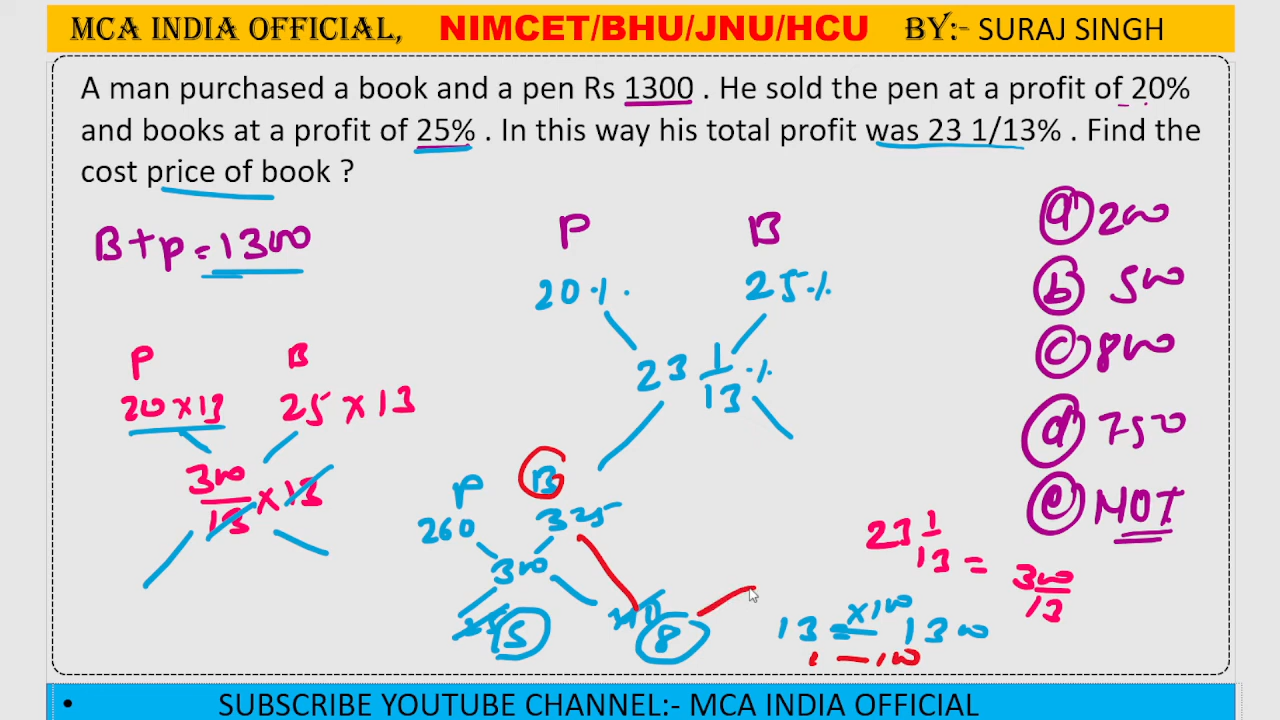 MCA INDIA OFFICIAL, NIMCET/BHU/JNU/HCU BY:- SURAJ SINGH
A man purchased a book and a pen Rs 1300 . He sold the pen at a profit of 20%
and books at a profit of 25% . In this way his total profit was 23 1/13% . Find the
cost price of book ?
B+p=1300
P B
20% 25%
23 1/13 %
(a) 200
(b) 500
(c) 800
(d) 750
(e) NOT
P B
20×13 25×13
300/13 ×13
P B
260 325
300
5 8
23 1/13 = 300/13
×100
13 = 1300
1 — 100
• SUBSCRIBE YOUTUBE CHANNEL:- MCA INDIA OFFICIAL